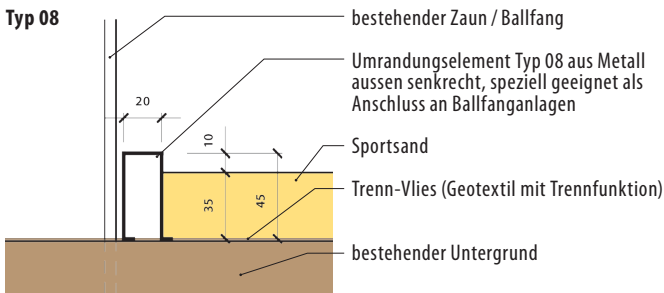 Typ 08
bestehender Zaun / Ballfang
Umrandungselement Typ 08 aus Metall
aussen senkrecht, speziell geeignet als
Anschluss an Ballfanganlagen
20
10
Sportsand
Trenn-Vlies (Geotextil mit Trennfunktion)
35
45
bestehender Untergrund